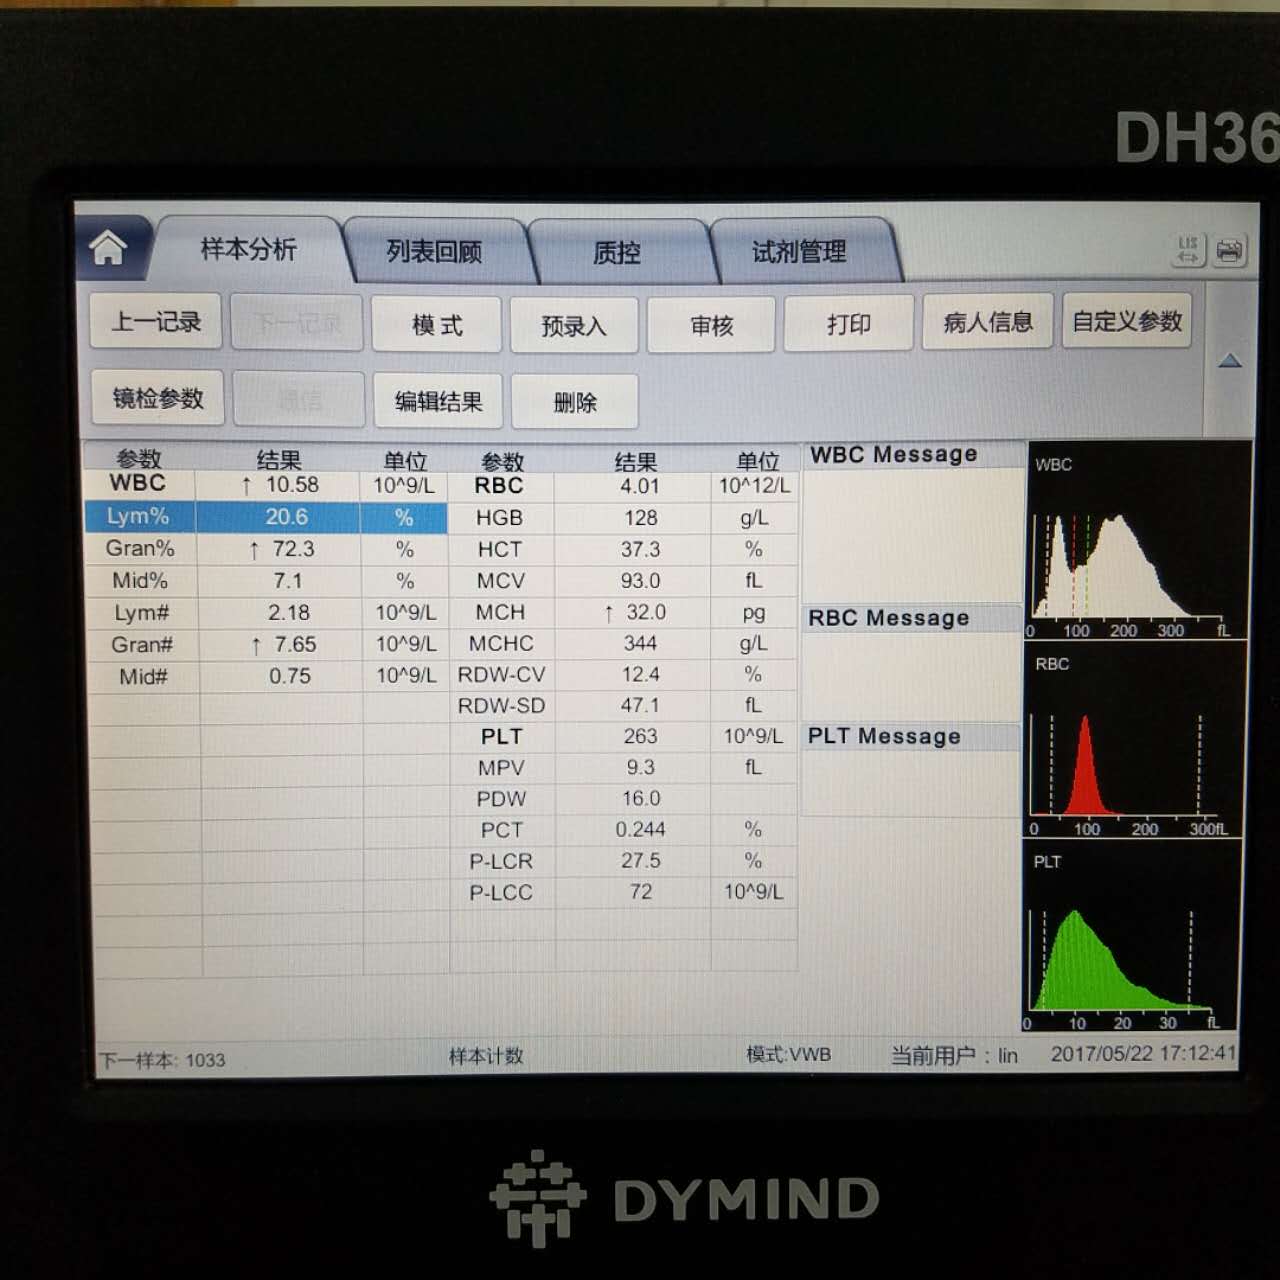 DH36
样本分析 列表回顾 质控 试剂管理 LIS
上一记录 下一记录 模式 预录入 审核 打印 病人信息 自定义参数
镜检参数 编辑结果 删除
参数 结果 单位 参数 结果 单位 WBC Message
WBC ↑ 10.58 10^9/L RBC 4.01 10^12/L
Lym% 20.6 % HGB 128 g/L
Gran% ↑ 72.3 % HCT 37.3 %
Mid% 7.1 % MCV 93.0 fL
Lym# 2.18 10^9/L MCH ↑ 32.0 pg RBC Message
Gran# ↑ 7.65 10^9/L MCHC 344 g/L
Mid# 0.75 10^9/L RDW-CV 12.4 %
RDW-SD 47.1 fL
PLT 263 10^9/L PLT Message
MPV 9.3 fL
PDW 16.0
PCT 0.244 %
P-LCR 27.5 %
P-LCC 72 10^9/L
WBC
0 100 200 300 fL
RBC
0 100 200 300fL
PLT
0 10 20 30 fL
下一样本: 1033 样本计数 模式:VWB 当前用户：lin 2017/05/22 17:12:41
DYMIND